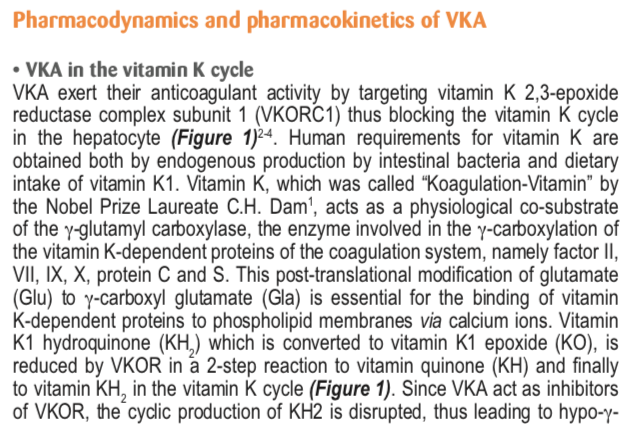 Pharmacodynamics and pharmacokinetics of VKA
• VKA in the vitamin K cycle
VKA exert their anticoagulant activity by targeting vitamin K 2,3-epoxide
reductase complex subunit 1 (VKORC1) thus blocking the vitamin K cycle
in the hepatocyte (Figure 1)²⁻⁴. Human requirements for vitamin K are
obtained both by endogenous production by intestinal bacteria and dietary
intake of vitamin K1. Vitamin K, which was called “Koagulation-Vitamin” by
the Nobel Prize Laureate C.H. Dam¹, acts as a physiological co-substrate
of the γ-glutamyl carboxylase, the enzyme involved in the γ-carboxylation of
the vitamin K-dependent proteins of the coagulation system, namely factor II,
VII, IX, X, protein C and S. This post-translational modification of glutamate
(Glu) to γ-carboxyl glutamate (Gla) is essential for the binding of vitamin
K-dependent proteins to phospholipid membranes via calcium ions. Vitamin
K1 hydroquinone (KH₂) which is converted to vitamin K1 epoxide (KO), is
reduced by VKOR in a 2-step reaction to vitamin quinone (KH) and finally
to vitamin KH₂ in the vitamin K cycle (Figure 1). Since VKA act as inhibitors
of VKOR, the cyclic production of KH2 is disrupted, thus leading to hypo-γ-